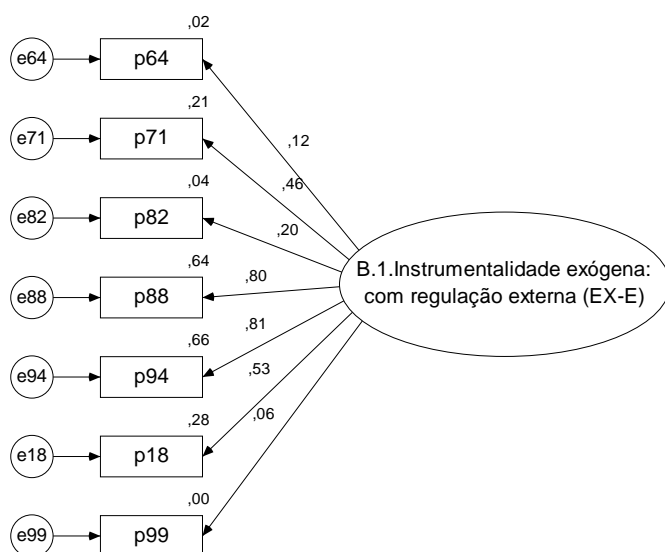 ,02
e64
p64
,12
,21
e71
p71
,46
,04
e82
p82
,20
B.1.Instrumentalidade exógena:
com regulação externa (EX-E)
,64
e88
p88
,80
,66
e94
p94
,81
,28
e18
p18
,53
,00
e99
p99
,06